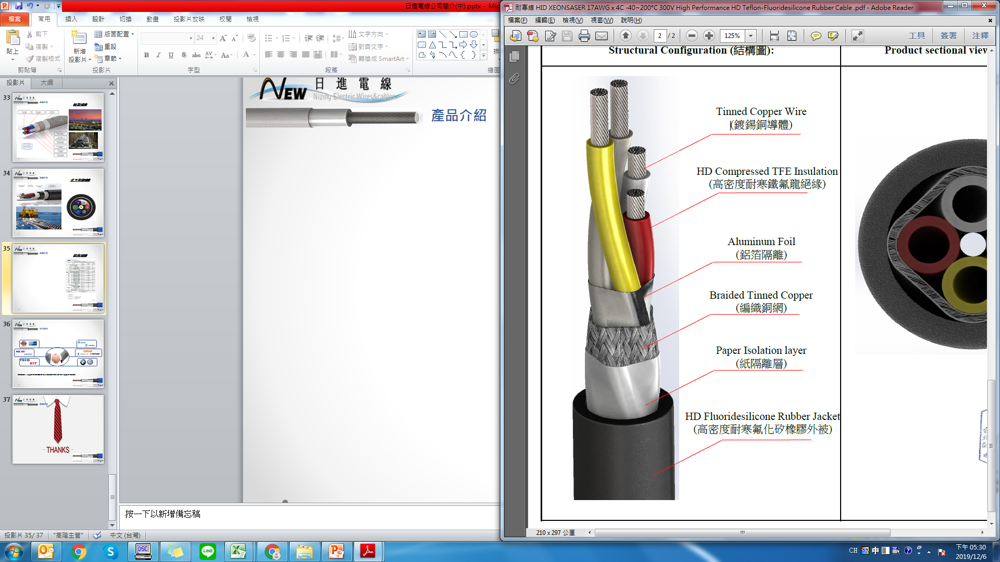 日進電線公司簡介(中).pptx - Mic
檔案
常用
插入
設計
切換
動畫
投影片放映
校閱
檢視
貼上
剪下
複製
複製格式
剪貼簿
新增
投影片
版面配置
重設
章節
投影片
24
B I U S abc AV Aa A
字型
文字方向
對齊文字
轉換成 SmartArt
段落
繪圖
投影片
大綱
33
34
35
36
37
THANKS
NEW 日進電線
Nizing Electric Wires&cables
產品介紹
按一下以新增備忘稿
投影片 35/ 37
"高階主管"
中文 (台灣)
耐寒線 HID XEONSASER 17AWG x 4C -40~200°C 300V High Performance HD Teflon-Fluoridesilicone Rubber Cable .pdf - Adobe Reader
檔案(F) 編輯(E) 檢視(V) 視窗(W) 說明(H)
2 / 2
125%
工具
簽署
注釋
Structural Configuration (結構圖):
Product sectional view
Tinned Copper Wire
(鍍錫銅導體)
HD Compressed TFE Insulation
(高密度耐寒鐵氟龍絕緣)
Aluminum Foil
(鋁箔隔離)
Braided Tinned Copper
(編織銅網)
Paper Isolation layer
(紙隔離層)
HD Fluoridesilicone Rubber Jacket
(高密度耐寒氟化矽橡膠外被)
210 x 297 公厘
CH
中
下午 05:30
2019/12/6